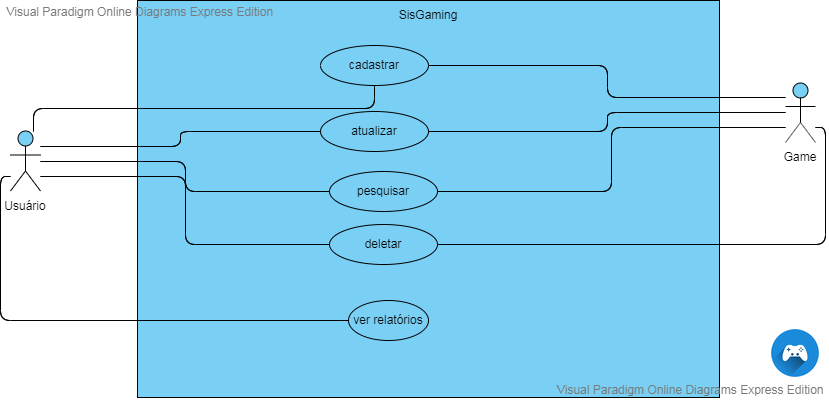 Visual Paradigm Online Diagrams Express Edition
SisGaming
cadastrar
atualizar
Game
pesquisar
Usuário
deletar
ver relatórios
Visual Paradigm Online Diagrams Express Edition